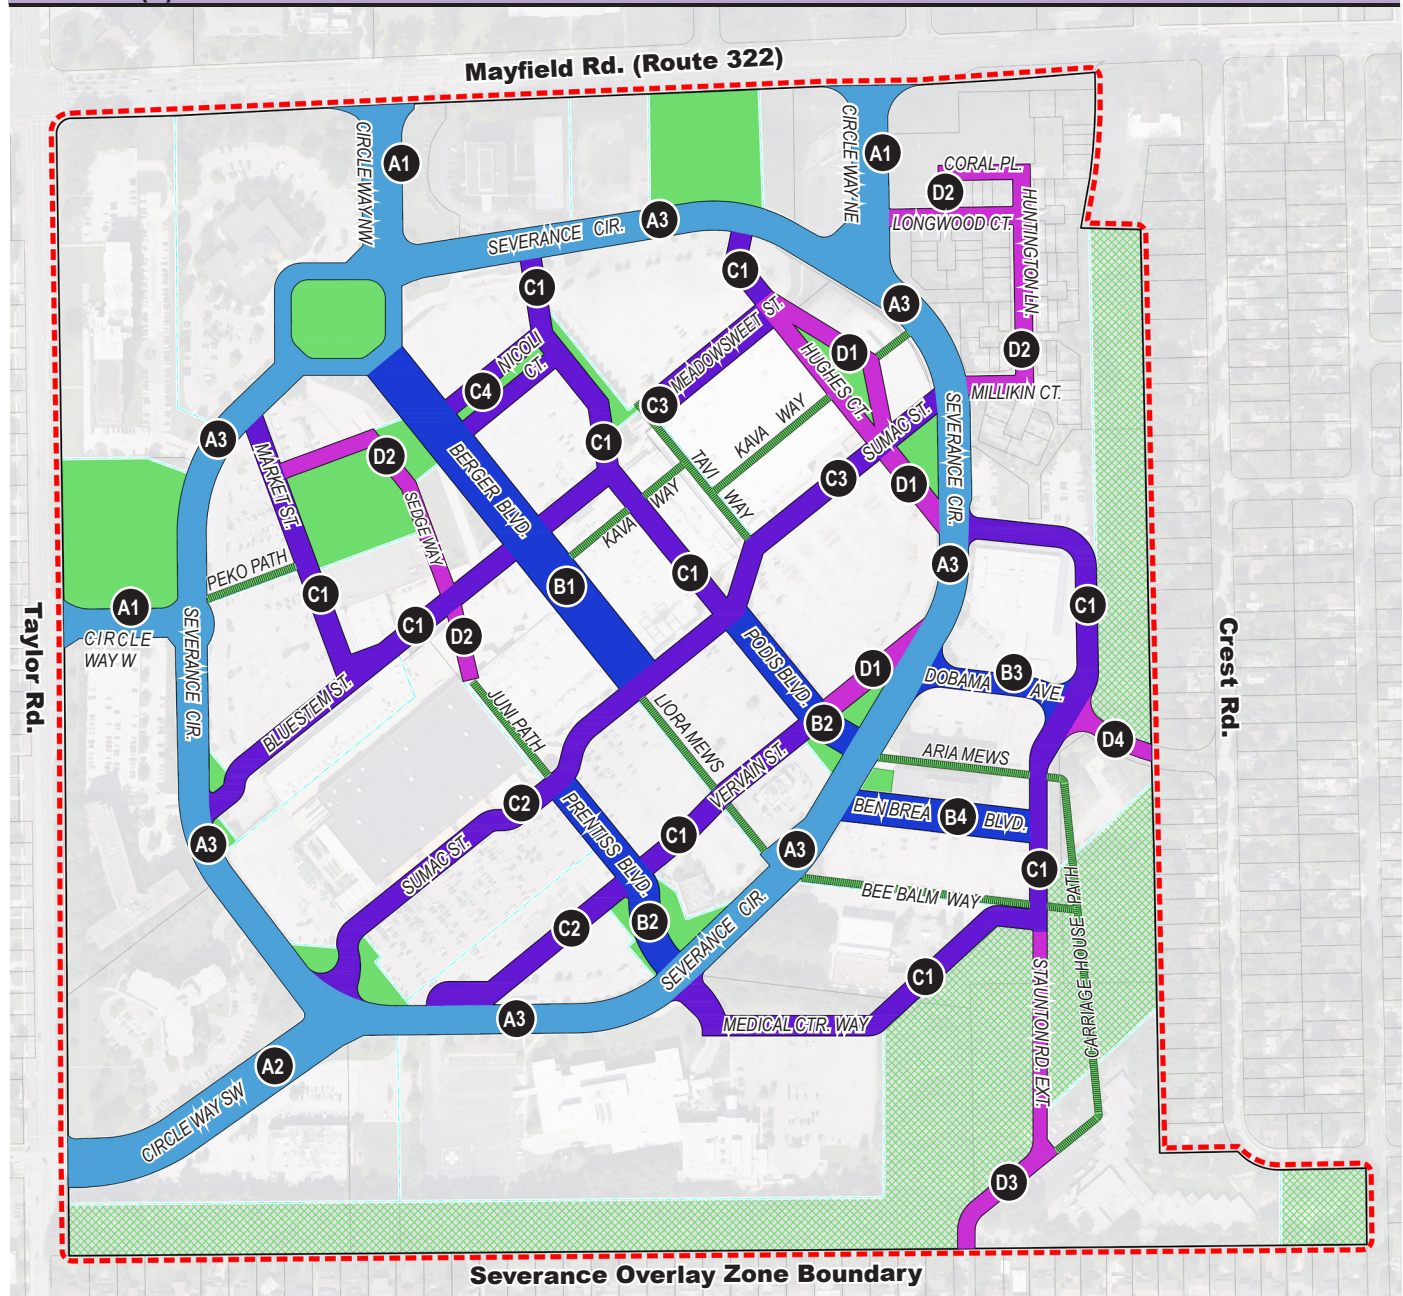 Mayfield Rd. (Route 322)
CIRCLE WAY NW
A1
CIRCLE WAY NE
A1
CORAL PL.
D2
LONGWOOD CT.
HUNTINGTON LN.
SEVERANCE CIR.
A3
C1
C1
A3
MEADOWSWEET ST.
NICOLI
CT.
C4
D1
HUGHES CT.
D2
MILLIKIN CT.
C3
KAVA WAY
SUMAC ST.
SEVERANCE CIR.
A3
MARKET ST.
D2
BERGER BLVD.
C1
TAVI WAY
C3
D1
SEDGEWAY
KAVA WAY
PEKO PATH
C1
B1
C1
A3
C1
A1
CIRCLE
WAY W
SEVERANCE CIR.
C1
D2
PODIS BLVD.
D1
DOBAMA AVE.
B3
Taylor Rd.
Crest Rd.
BLUESTEM ST.
JUNI PATH
LIORA MEWS
B2
D4
VERVAIN ST.
ARIA MEWS
C2
PRENTISS BLVD.
BEN BREA BLVD.
B4
A3
SUMAC ST.
C1
A3
C1
BEE BALM WAY
CARRIAGE HOUSE PATH
C2
B2
SEVERANCE CIR.
C1
STAUNTON RD. EXT.
A3
MEDICAL CTR. WAY
A2
CIRCLE WAY SW
D3
Severance Overlay Zone Boundary